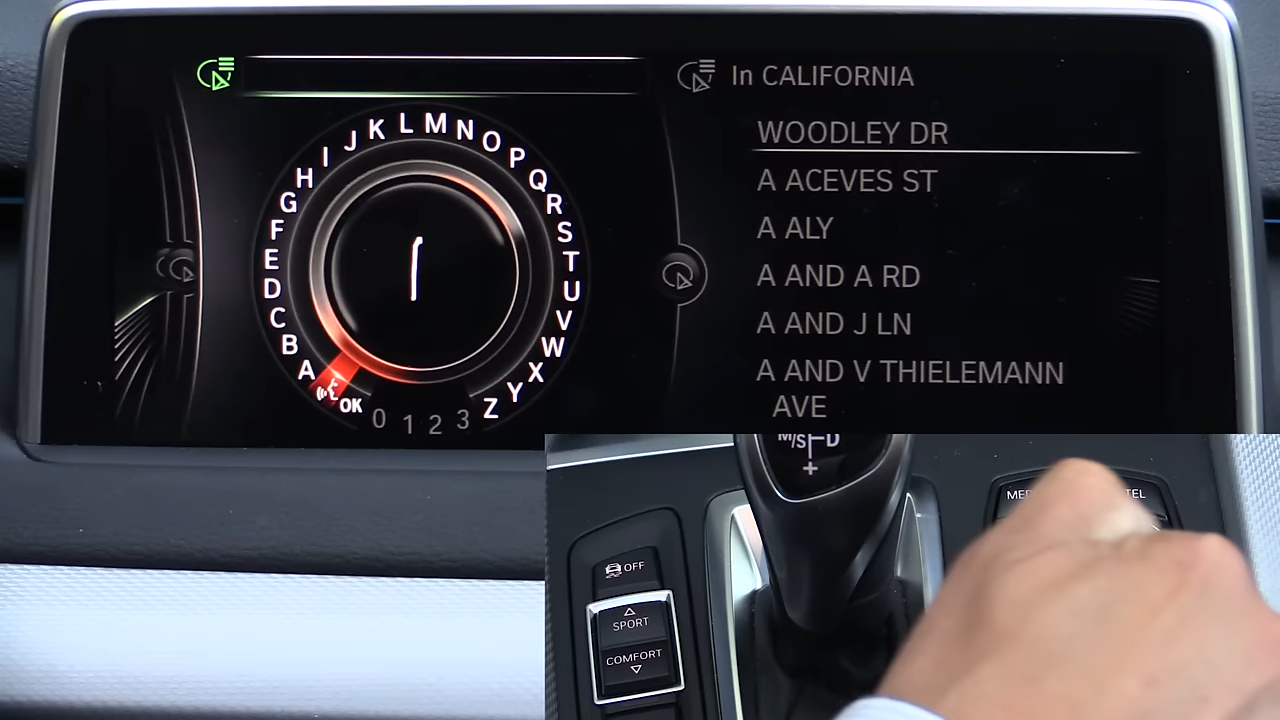 In CALIFORNIA
WOODLEY DR
A ACEVES ST
A ALY
A AND A RD
A AND J LN
A AND V THIELEMANN
AVE
A B C D E F G H I J K L M N O P Q R S T U V W X Y Z
OK 0 1 2 3
M/S D
+
OFF
SPORT
COMFORT
TEL